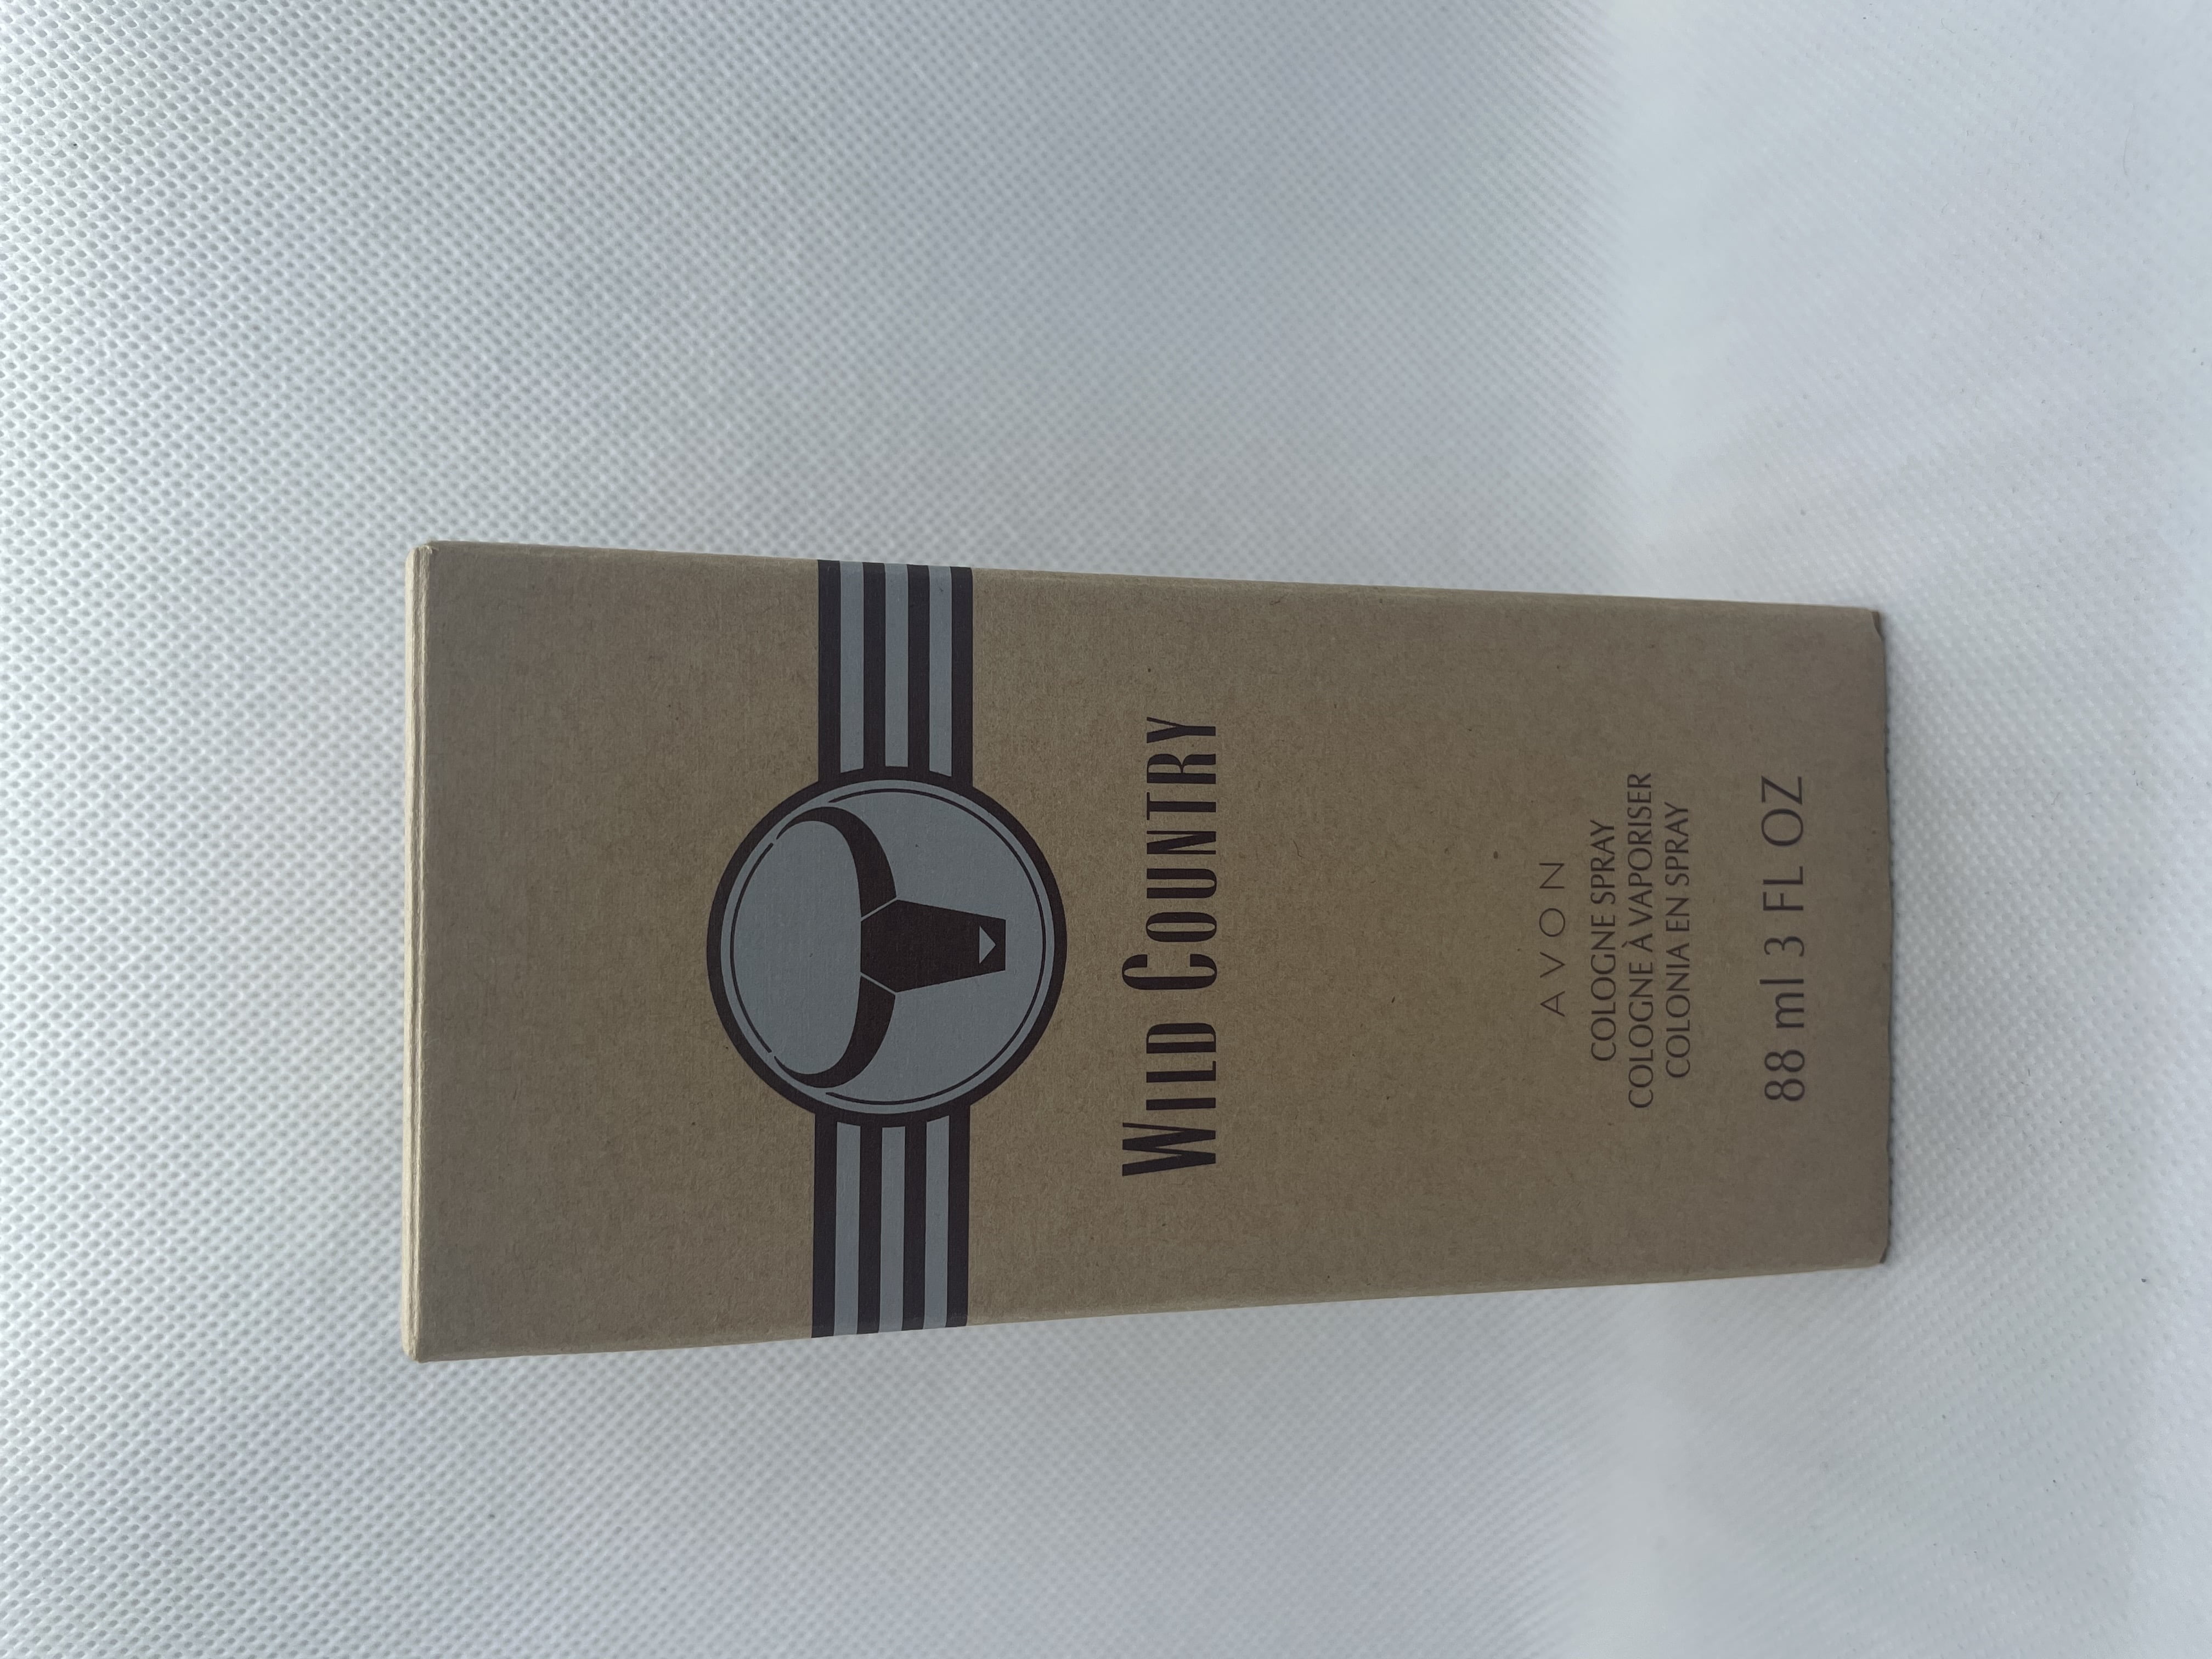 WILD COUNTRY
AVON
COLOGNE SPRAY
COLOGNE À VAPORISER
COLONIA EN SPRAY
88 ml 3 FL OZ